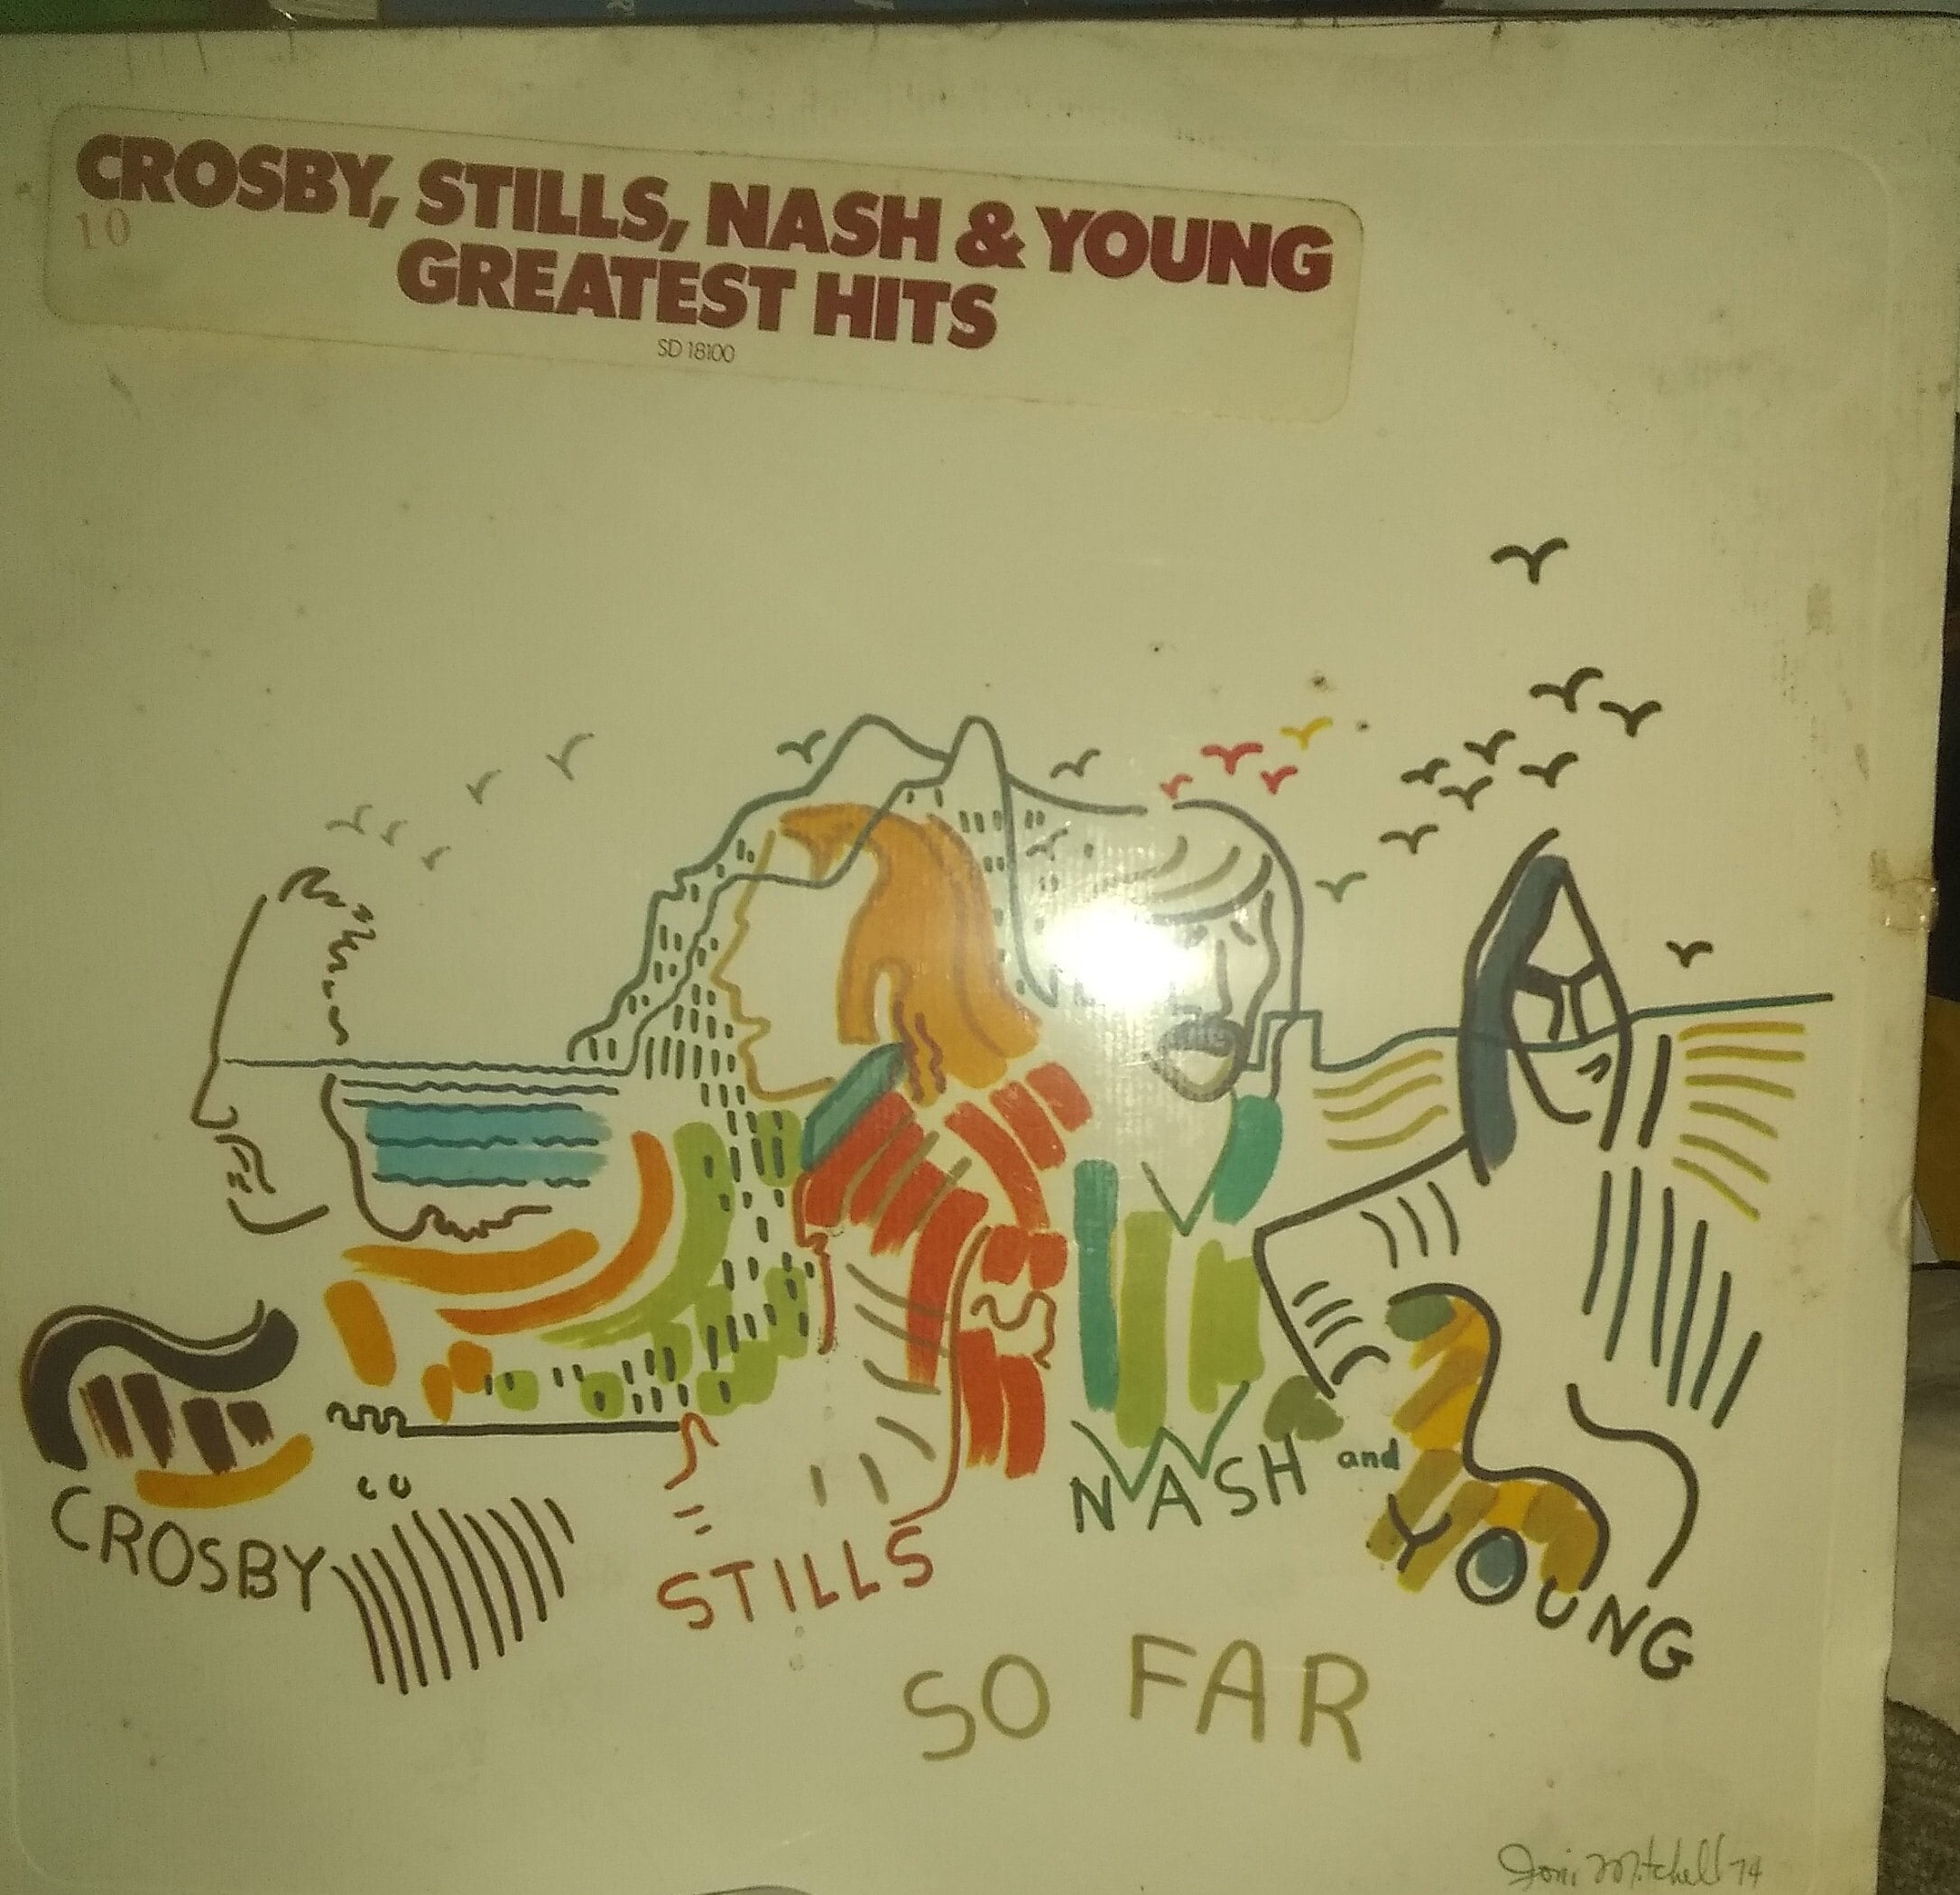 CROSBY, STILLS, NASH & YOUNG
10
GREATEST HITS
SD 18100
CROSBY
STILLS
NASH and
YOUNG
SO FAR
Joni Mitchell 74